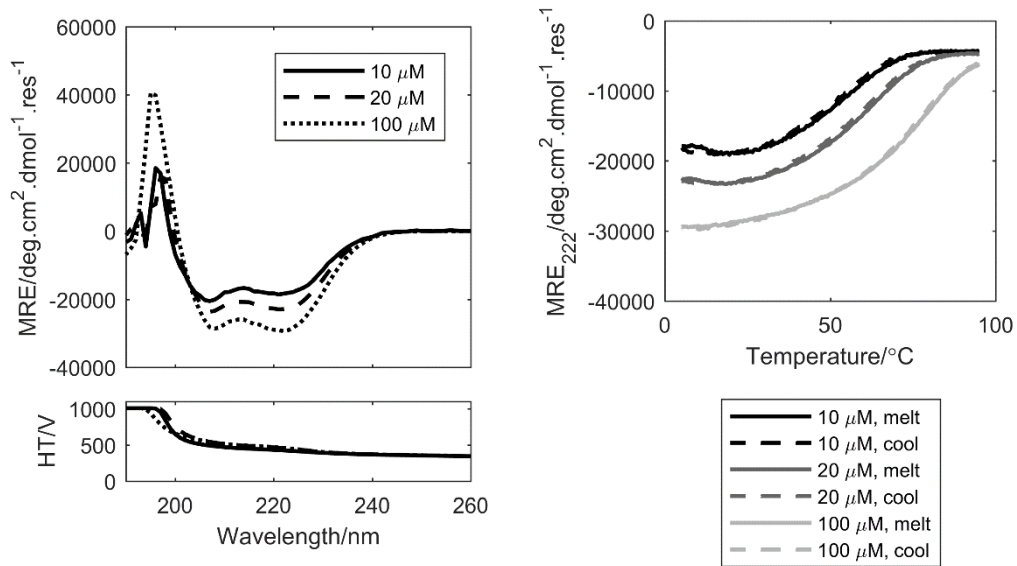 60000
40000
20000
0
-20000
-40000
MRE/deg.cm².dmol⁻¹.res⁻¹
10 μM
20 μM
100 μM
1000
500
0
HT/V
200
220
240
260
Wavelength/nm
0
-10000
-20000
-30000
-40000
MRE₂₂₂/deg.cm².dmol⁻¹.res⁻¹
0
50
100
Temperature/°C
10 μM, melt
10 μM, cool
20 μM, melt
20 μM, cool
100 μM, melt
100 μM, cool